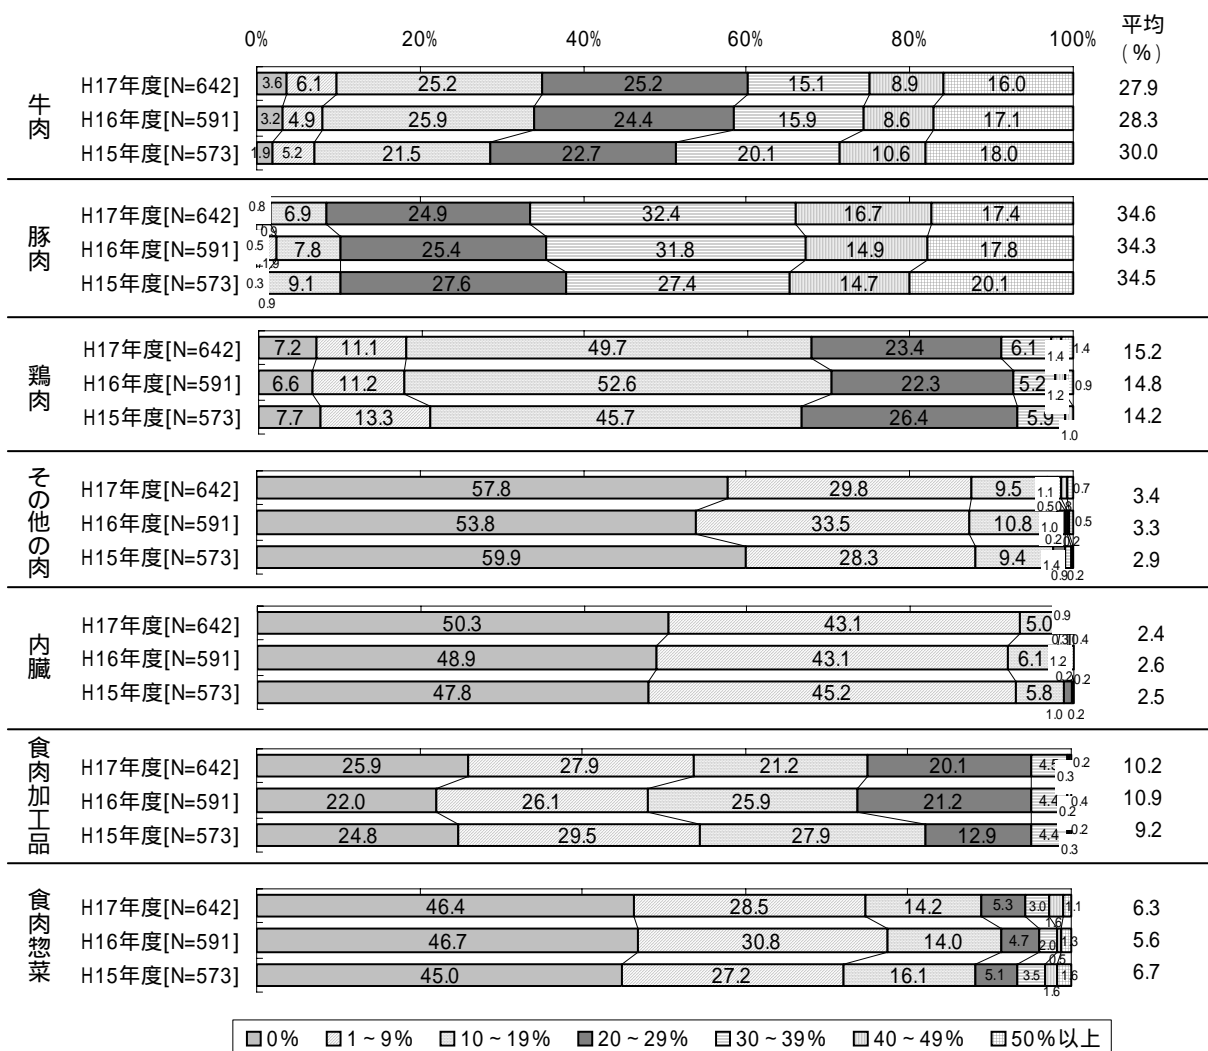 0% 20% 40% 60% 80% 100% 平均
(%)
牛肉
H17年度[N=642] 3.6 6.1 25.2 25.2 15.1 8.9 16.0 27.9
H16年度[N=591] 3.2 4.9 25.9 24.4 15.9 8.6 17.1 28.3
H15年度[N=573] 1.9 5.2 21.5 22.7 20.1 10.6 18.0 30.0
豚肉
H17年度[N=642] 0.8 0.9 6.9 24.9 32.4 16.7 17.4 34.6
H16年度[N=591] 0.5 1.9 7.8 25.4 31.8 14.9 17.8 34.3
H15年度[N=573] 0.3 0.9 9.1 27.6 27.4 14.7 20.1 34.5
鶏肉
H17年度[N=642] 7.2 11.1 49.7 23.4 6.1 1.4 1.4 15.2
H16年度[N=591] 6.6 11.2 52.6 22.3 5.2 1.2 0.9 14.8
H15年度[N=573] 7.7 13.3 45.7 26.4 5.9 1.0 14.2
その他の肉
H17年度[N=642] 57.8 29.8 9.5 1.1 0.5 0.7 3.4
H16年度[N=591] 53.8 33.5 10.8 1.0 0.2 0.2 0.5 3.3
H15年度[N=573] 59.9 28.3 9.4 1.4 0.9 0.2 2.9
内臓
H17年度[N=642] 50.3 43.1 5.0 0.9 0.4 2.4
H16年度[N=591] 48.9 43.1 6.1 1.2 0.2 0.2 2.6
H15年度[N=573] 47.8 45.2 5.8 1.0 0.2 2.5
食肉加工品
H17年度[N=642] 25.9 27.9 21.2 20.1 4.5 0.3 0.2 10.2
H16年度[N=591] 22.0 26.1 25.9 21.2 4.4 0.2 0.4 10.9
H15年度[N=573] 24.8 29.5 27.9 12.9 4.4 0.3 0.2 9.2
食肉惣菜
H17年度[N=642] 46.4 28.5 14.2 5.3 3.0 1.6 1.1 6.3
H16年度[N=591] 46.7 30.8 14.0 4.7 2.0 0.5 1.3 5.6
H15年度[N=573] 45.0 27.2 16.1 5.1 3.5 1.6 1.6 6.7
0% 1~9% 10~19% 20~29% 30~39% 40~49% 50%以上